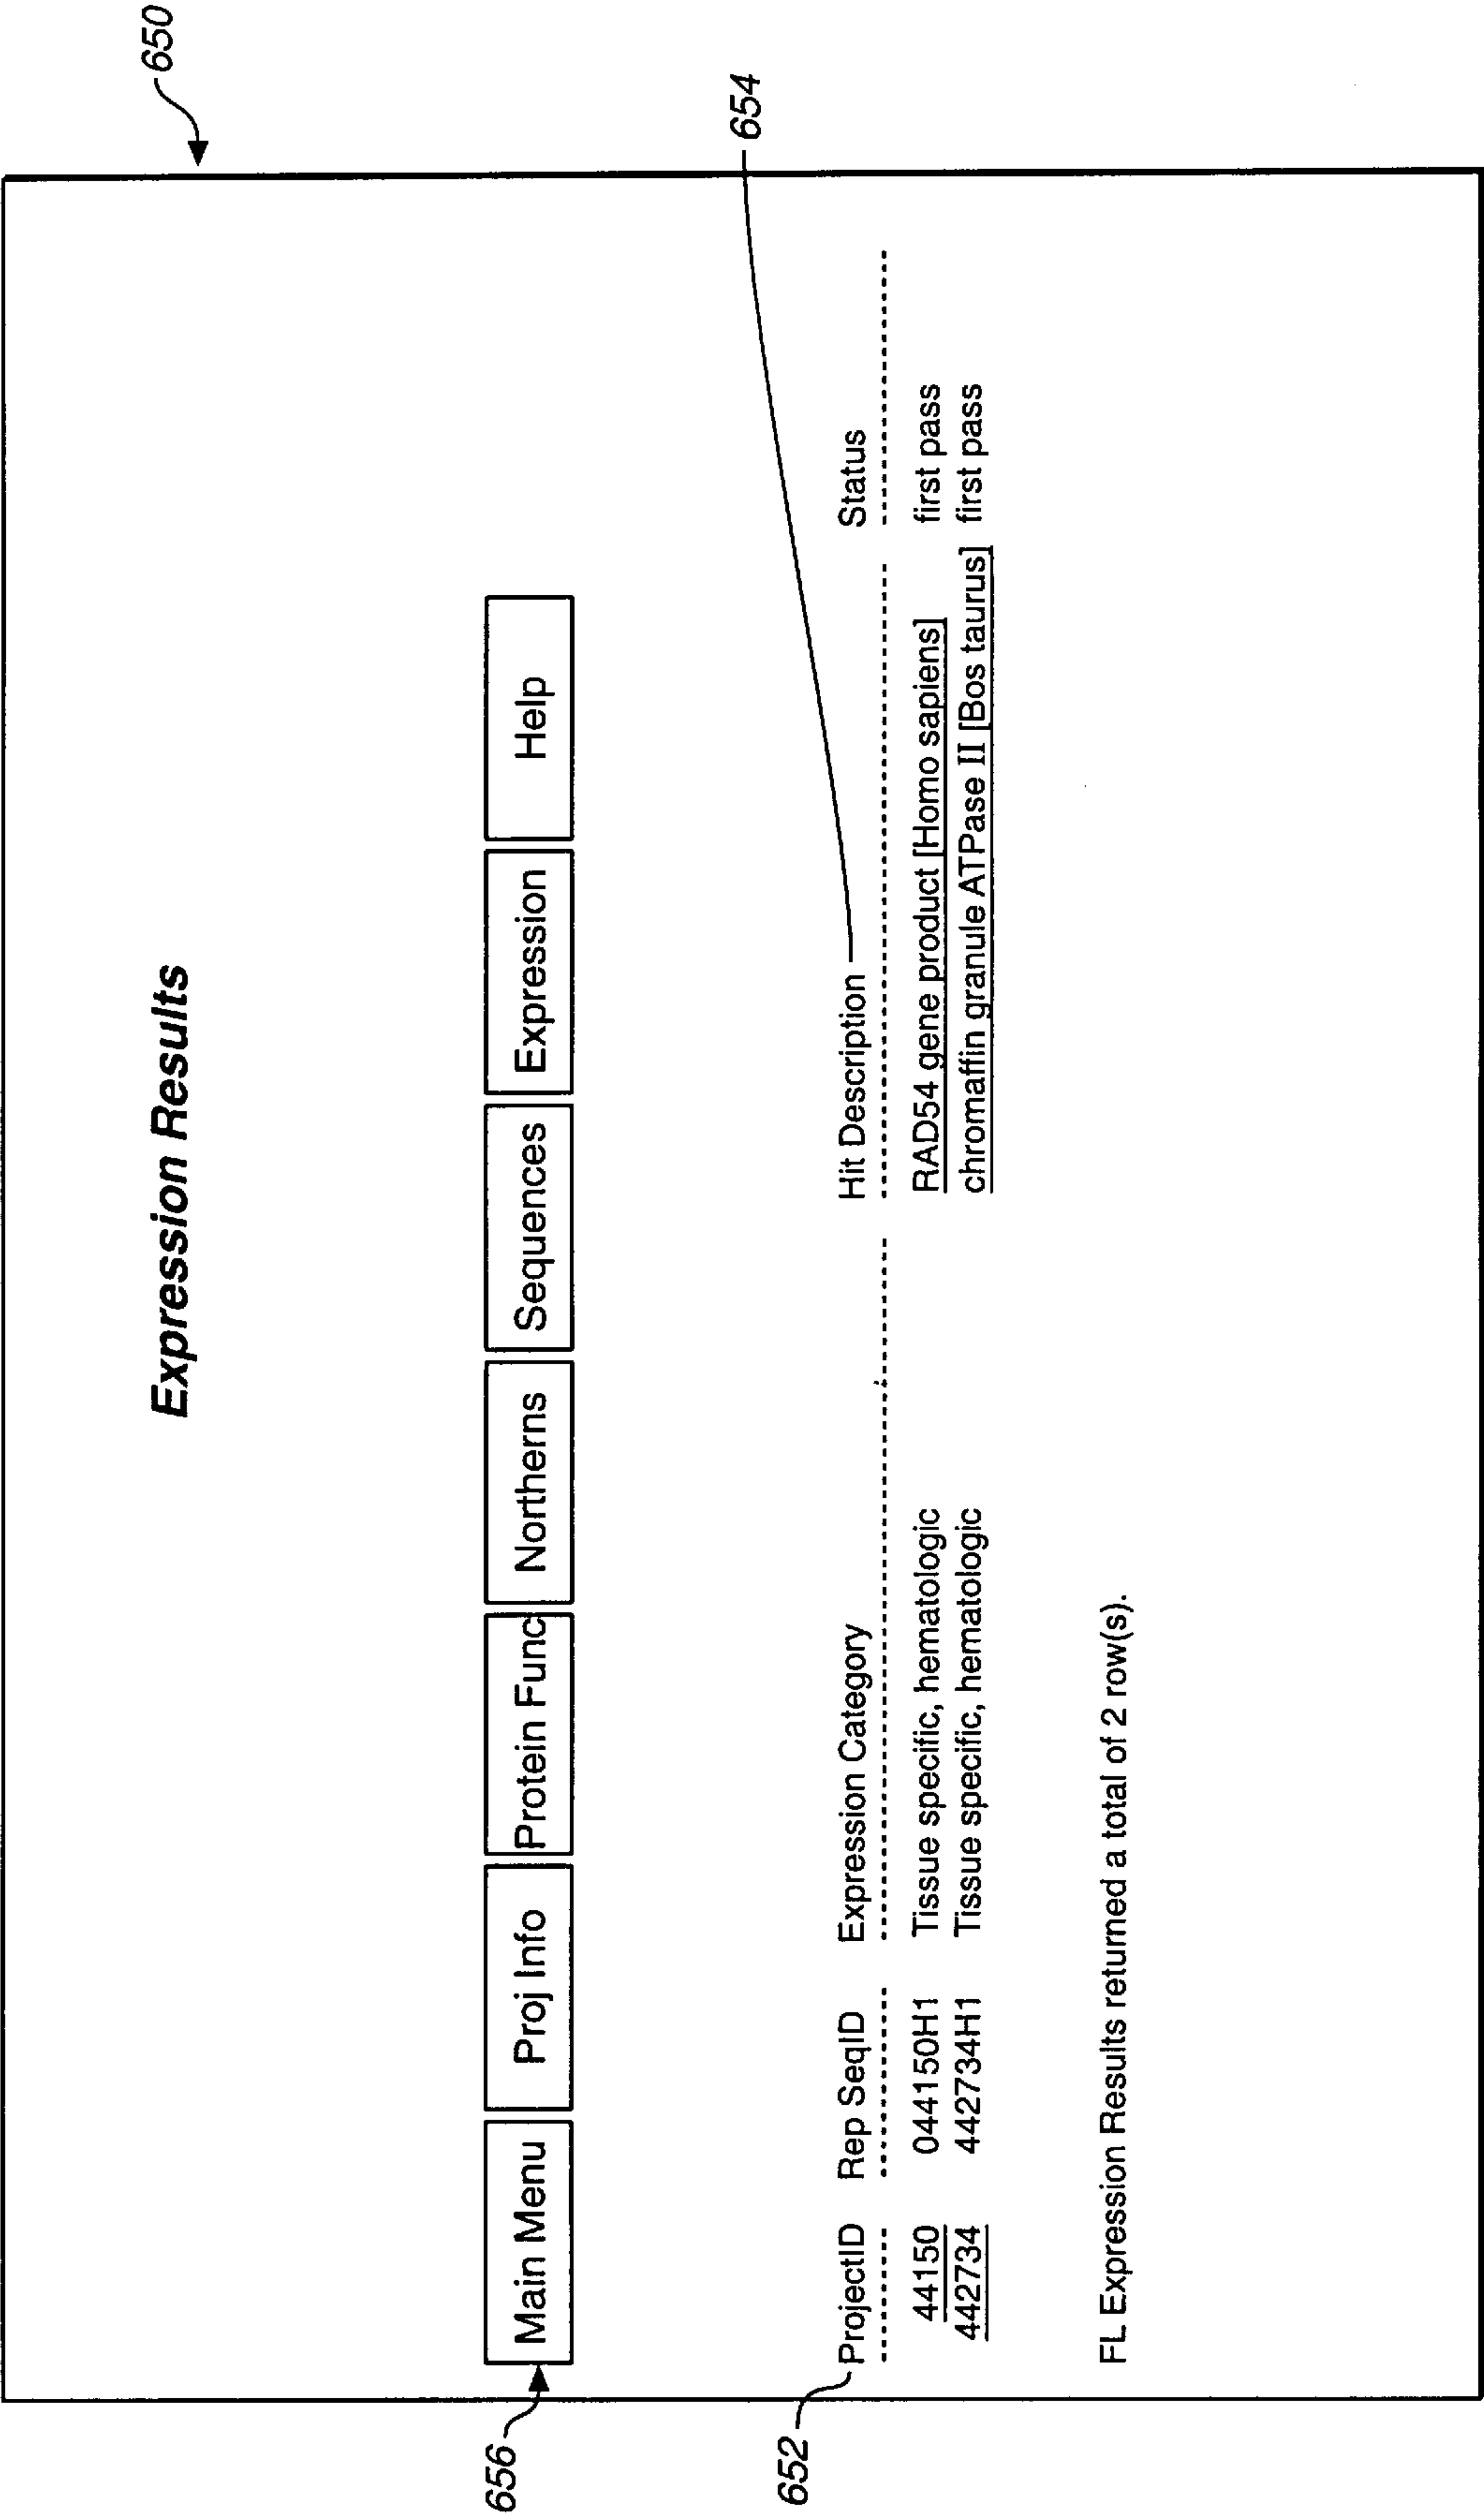 650
Expression Results
656
Main Menu Proj Info Protein Func Northerns Sequences Expression Help
654
652
ProjectID Rep SeqID Expression Category Hit Description Status
44150 044150H1 Tissue specific, hematologic RAD54 gene product [Homo sapiens] first pass
442734 442734H1 Tissue specific, hematologic chromaffin granule ATPase II [Bos taurus] first pass
FL Expression Results returned a total of 2 row(s).